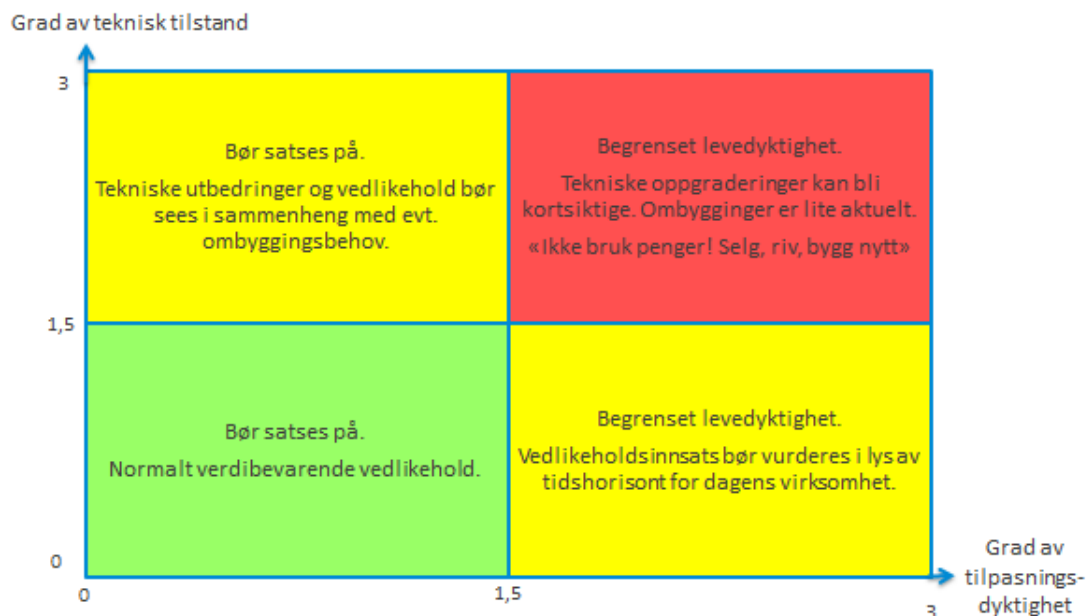 Grad av teknisk tilstand
3
Bør satses på.
Tekniske utbedringer og vedlikehold bør
sees i sammenheng med evt.
ombyggingsbehov.
Begrenset levedyktighet.
Tekniske oppgraderinger kan bli
kortsiktige. Ombygginger er lite aktuelt.
«Ikke bruk penger! Selg, riv, bygg nytt»
1,5
Bør satses på.
Normalt verdibevarende vedlikehold.
Begrenset levedyktighet.
Vedlikeholdsinnsats bør vurderes i lys av
tidshorisont for dagens virksomhet.
0
0
1,5
3
Grad av
tilpasnings-
dyktighet